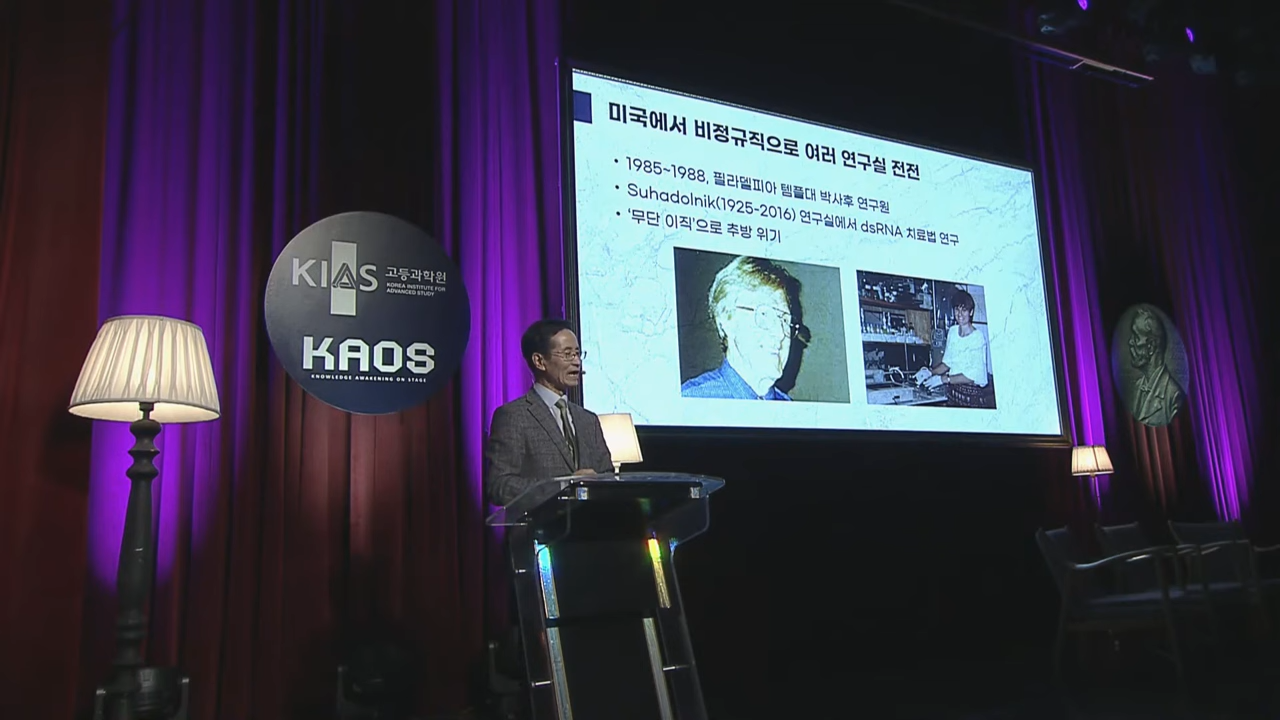 미국에서 비정규직으로 여러 연구실 전전
• 1985~1988, 필라델피아 템플대 박사후 연구원
• Suhadolnik(1925-2016) 연구실에서 dsRNA 치료법 연구
• '무단 이직'으로 추방 위기
KIAS 고등과학원
KOREA INSTITUTE FOR
ADVANCED STUDY
KAOS
KNOWLEDGE AWAKENING ON STAGE